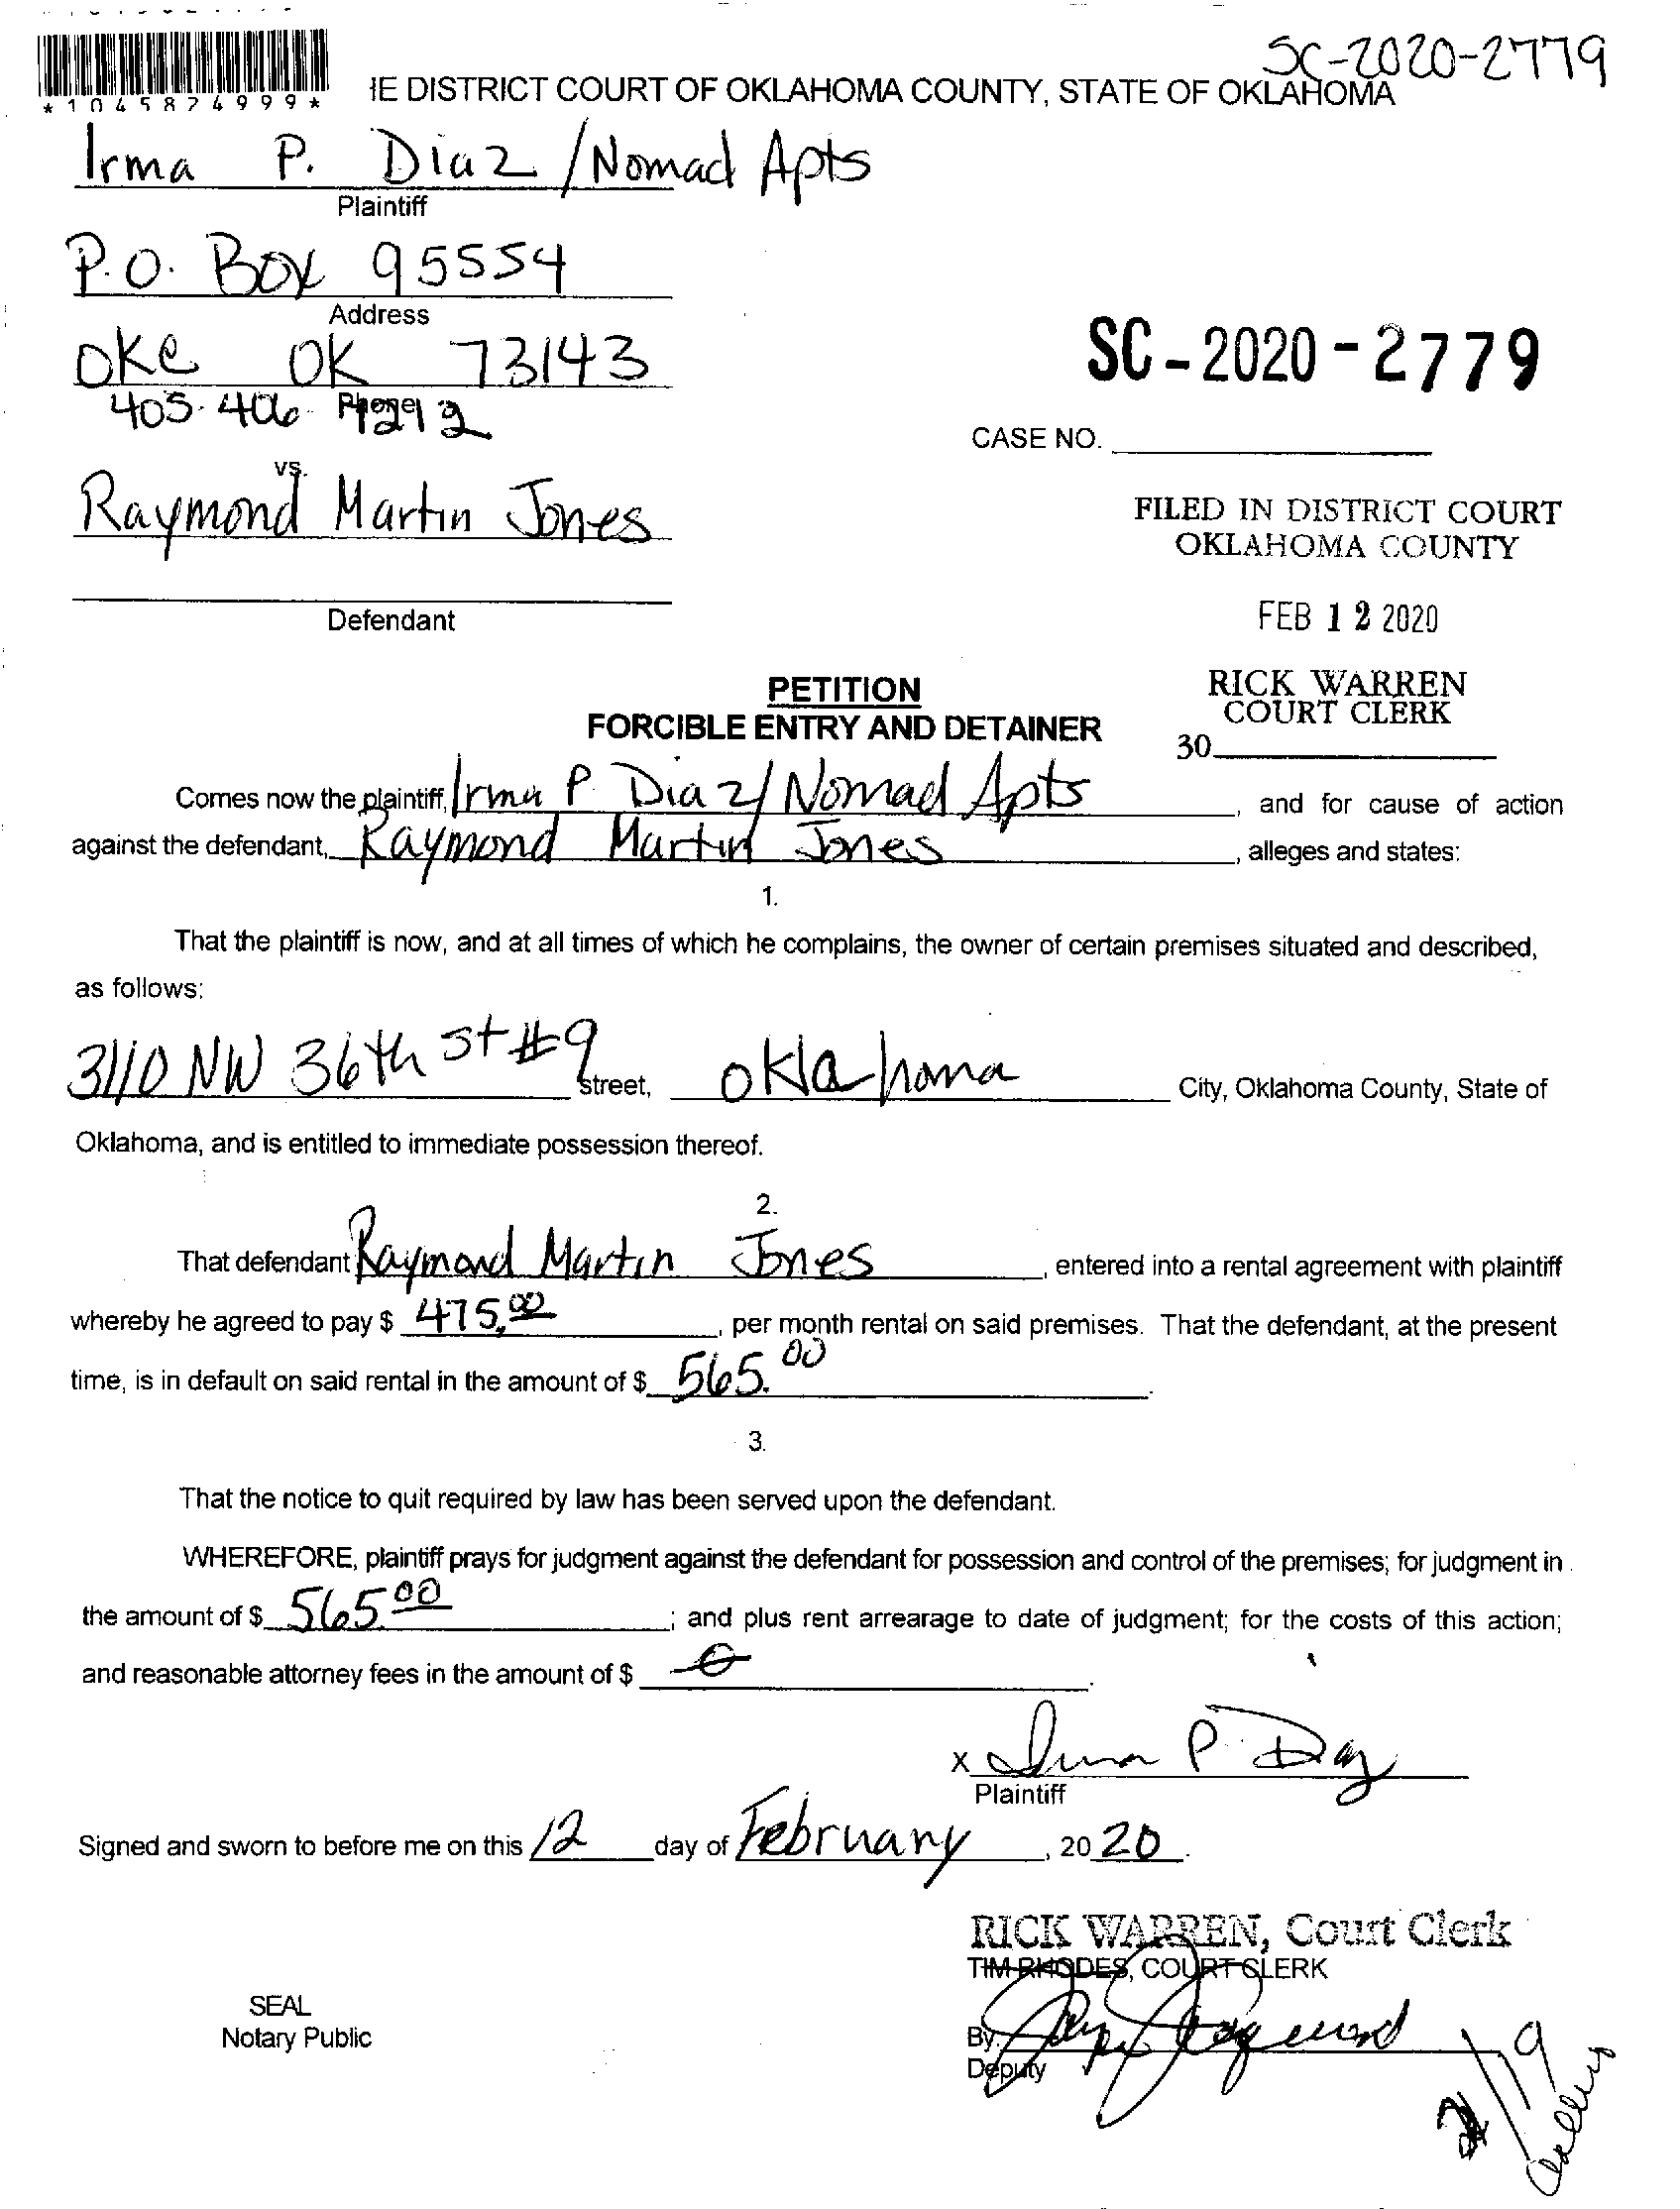 SC-2020-2779
*1045874999*
IE DISTRICT COURT OF OKLAHOMA COUNTY, STATE OF OKLAHOMA
Irma P. Diaz / Nomad Apts
Plaintiff
P.O. Box 95554
Address
OKC OK 73143
405-406-
Phone
SC-2020-2779
CASE NO.
vs.
Raymond Martin Jones
Defendant
FILED IN DISTRICT COURT
OKLAHOMA COUNTY
FEB 12 2020
RICK WARREN
COURT CLERK
30
PETITION
FORCIBLE ENTRY AND DETAINER
Comes now the plaintiff, Irma P Diaz/Nomad Apts, and for cause of action
against the defendant, Raymond Martin Jones, alleges and states:
1.
That the plaintiff is now, and at all times of which he complains, the owner of certain premises situated and described,
as follows:
3110 NW 36th st #9 street, Oklahoma City, Oklahoma County, State of
Oklahoma, and is entitled to immediate possession thereof.
2.
That defendant Raymond Martin Jones, entered into a rental agreement with plaintiff
whereby he agreed to pay $ 475.00, per month rental on said premises. That the defendant, at the present
time, is in default on said rental in the amount of $ 565.00.
3.
That the notice to quit required by law has been served upon the defendant.
WHEREFORE, plaintiff prays for judgment against the defendant for possession and control of the premises; for judgment in
the amount of $ 565.00; and plus rent arrearage to date of judgment; for the costs of this action;
and reasonable attorney fees in the amount of $ 0.
x Irma P Diaz
Plaintiff
Signed and sworn to before me on this 12 day of February, 2020.
RICK WARREN, Court Clerk
TIM RHODES, COURT CLERK
SEAL
Notary Public
By:
Deputy
2/19